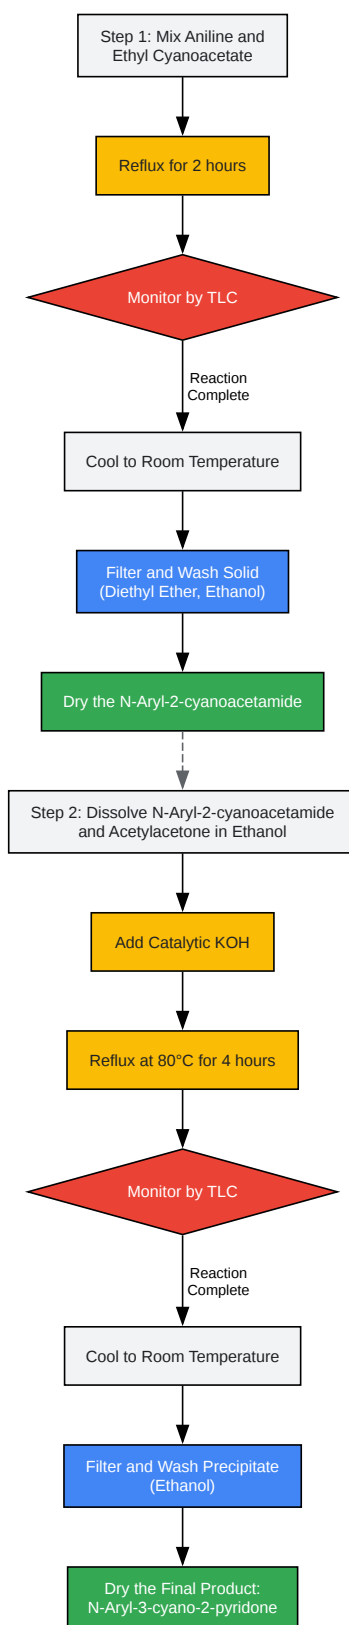 Step 1: Mix Aniline and
Ethyl Cyanoacetate
Reflux for 2 hours
Monitor by TLC
Reaction
Complete
Cool to Room Temperature
Filter and Wash Solid
(Diethyl Ether, Ethanol)
Dry the N-Aryl-2-cyanoacetamide
Step 2: Dissolve N-Aryl-2-cyanoacetamide
and Acetylacetone in Ethanol
Add Catalytic KOH
Reflux at 80°C for 4 hours
Monitor by TLC
Reaction
Complete
Cool to Room Temperature
Filter and Wash Precipitate
(Ethanol)
Dry the Final Product:
N-Aryl-3-cyano-2-pyridone